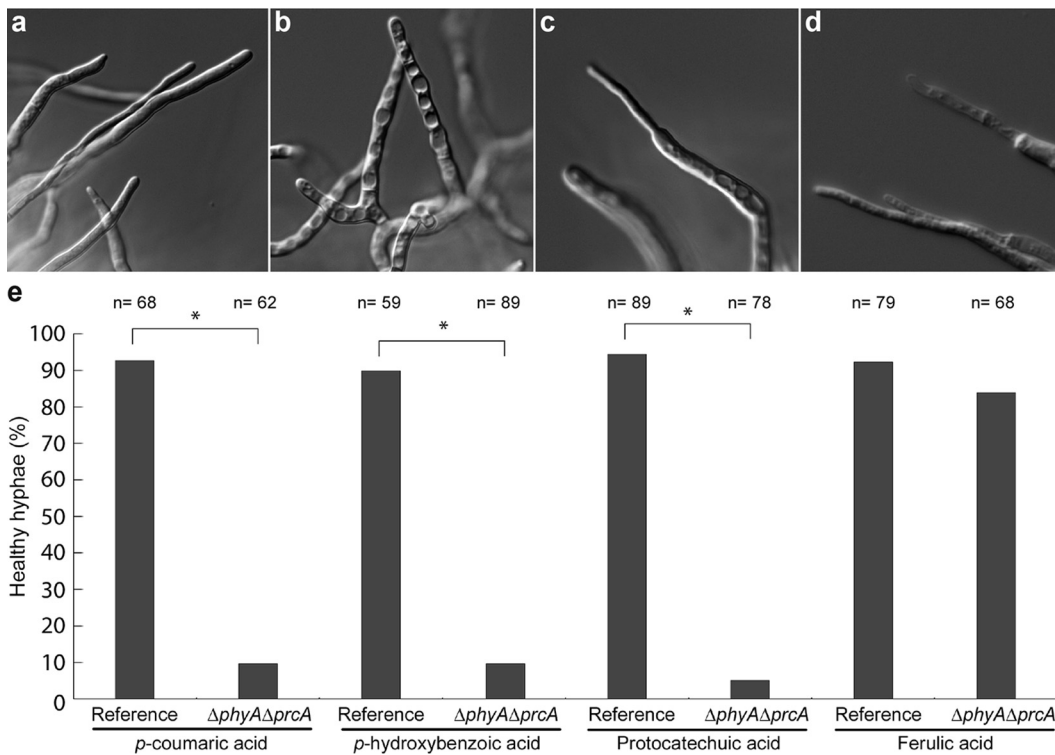 a b c d
e
n= 68 n= 62 n= 59 n= 89 n= 89 n= 78 n= 79 n= 68
* * *
Healthy hyphae (%)
100
90
80
70
60
50
40
30
20
10
0
Reference ΔphyAΔprcA Reference ΔphyAΔprcA Reference ΔphyAΔprcA Reference ΔphyAΔprcA
p-coumaric acid p-hydroxybenzoic acid Protocatechuic acid Ferulic acid